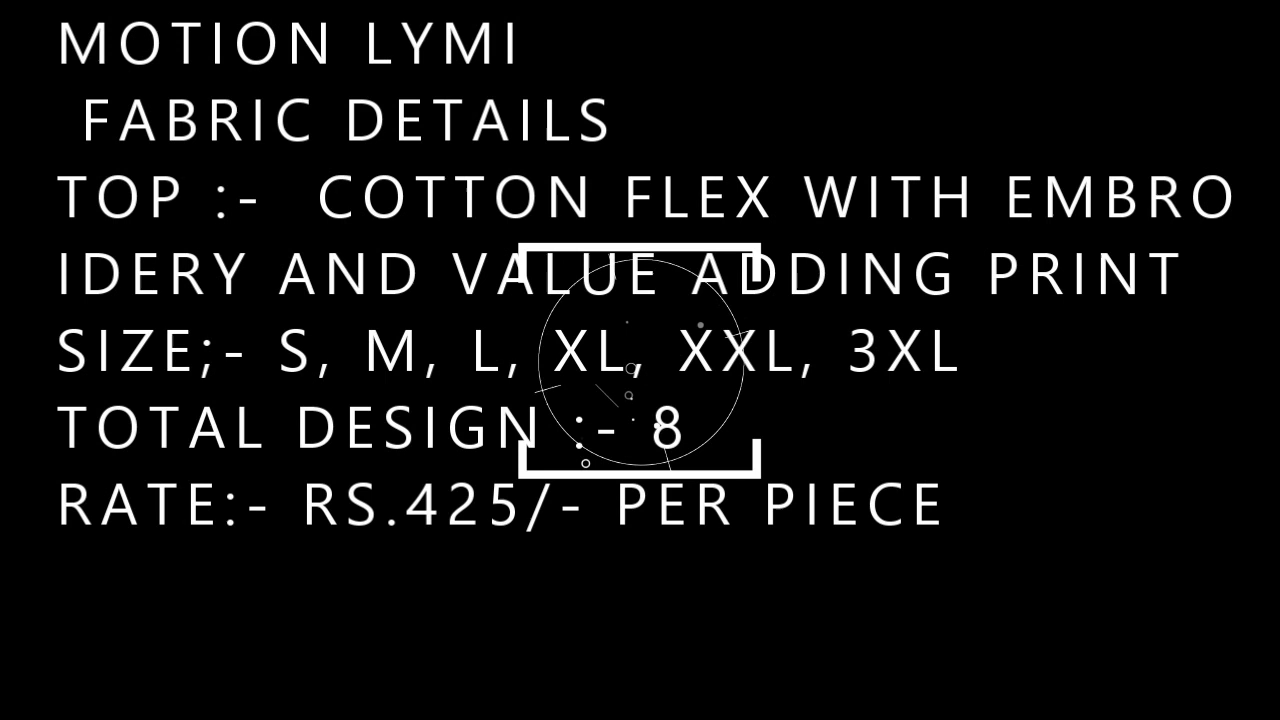 MOTION LYMI
FABRIC DETAILS
TOP :-  COTTON FLEX WITH EMBRO
IDERY AND VALUE ADDING PRINT
SIZE;- S, M, L, XL, XXL, 3XL
TOTAL DESIGN :- 8
RATE:- RS.425/- PER PIECE